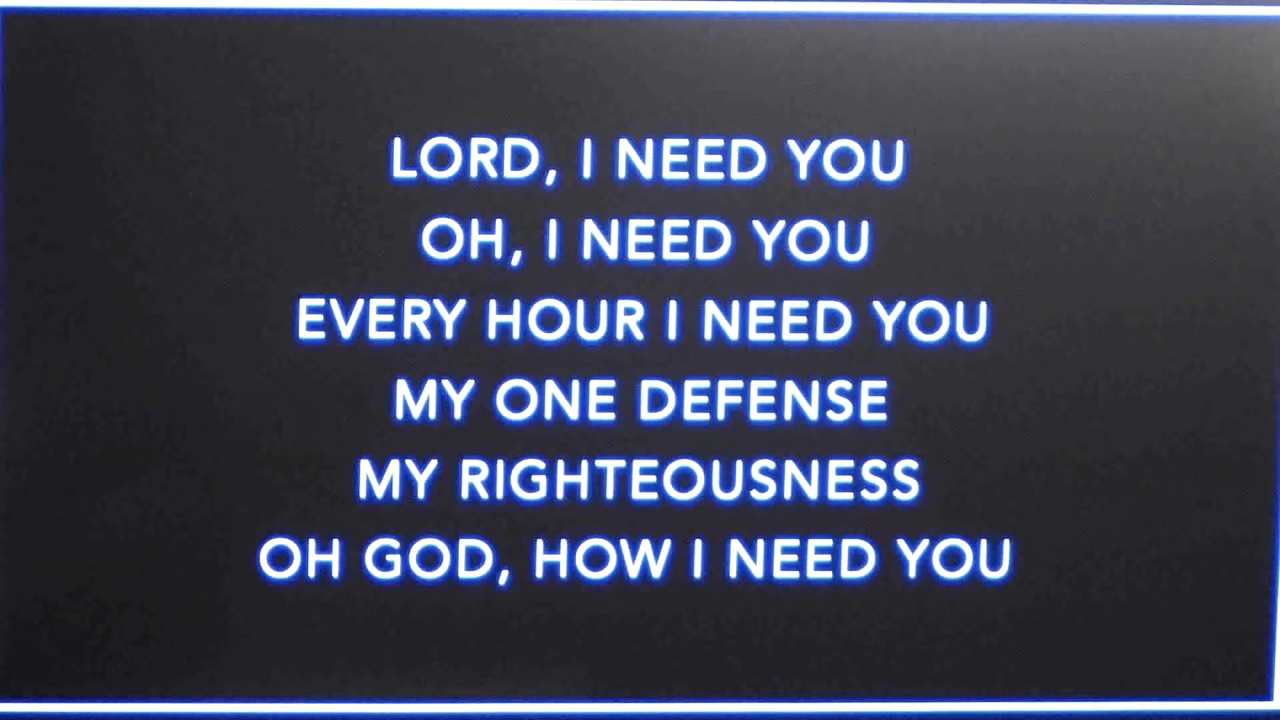 LORD, I NEED YOU
OH, I NEED YOU
EVERY HOUR I NEED YOU
MY ONE DEFENSE
MY RIGHTEOUSNESS
OH GOD, HOW I NEED YOU